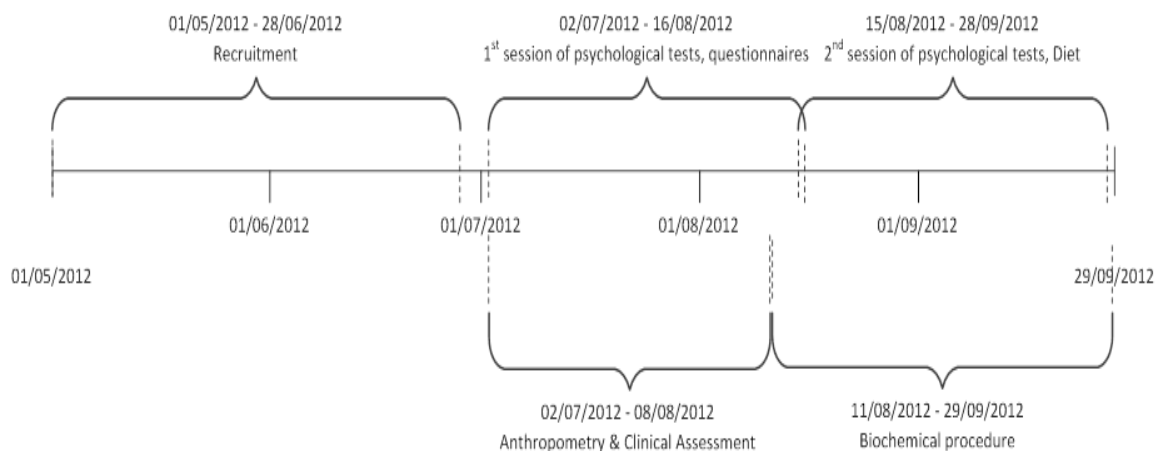 01/05/2012 - 28/06/2012
Recruitment
02/07/2012 - 16/08/2012
1st session of psychological tests, questionnaires
15/08/2012 - 28/09/2012
2nd session of psychological tests, Diet
01/06/2012
01/07/2012
01/08/2012
01/09/2012
01/05/2012
29/09/2012
02/07/2012 - 08/08/2012
Anthropometry & Clinical Assessment
11/08/2012 - 29/09/2012
Biochemical procedure